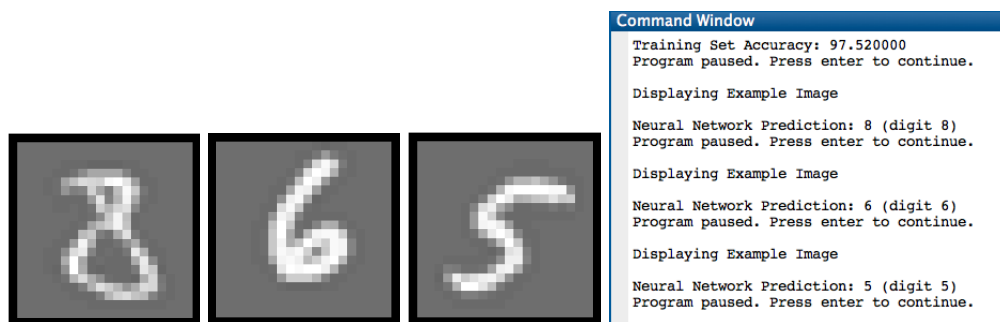 8 6 5
Command Window
Training Set Accuracy: 97.520000
Program paused. Press enter to continue.
Displaying Example Image
Neural Network Prediction: 8 (digit 8)
Program paused. Press enter to continue.
Displaying Example Image
Neural Network Prediction: 6 (digit 6)
Program paused. Press enter to continue.
Displaying Example Image
Neural Network Prediction: 5 (digit 5)
Program paused. Press enter to continue.